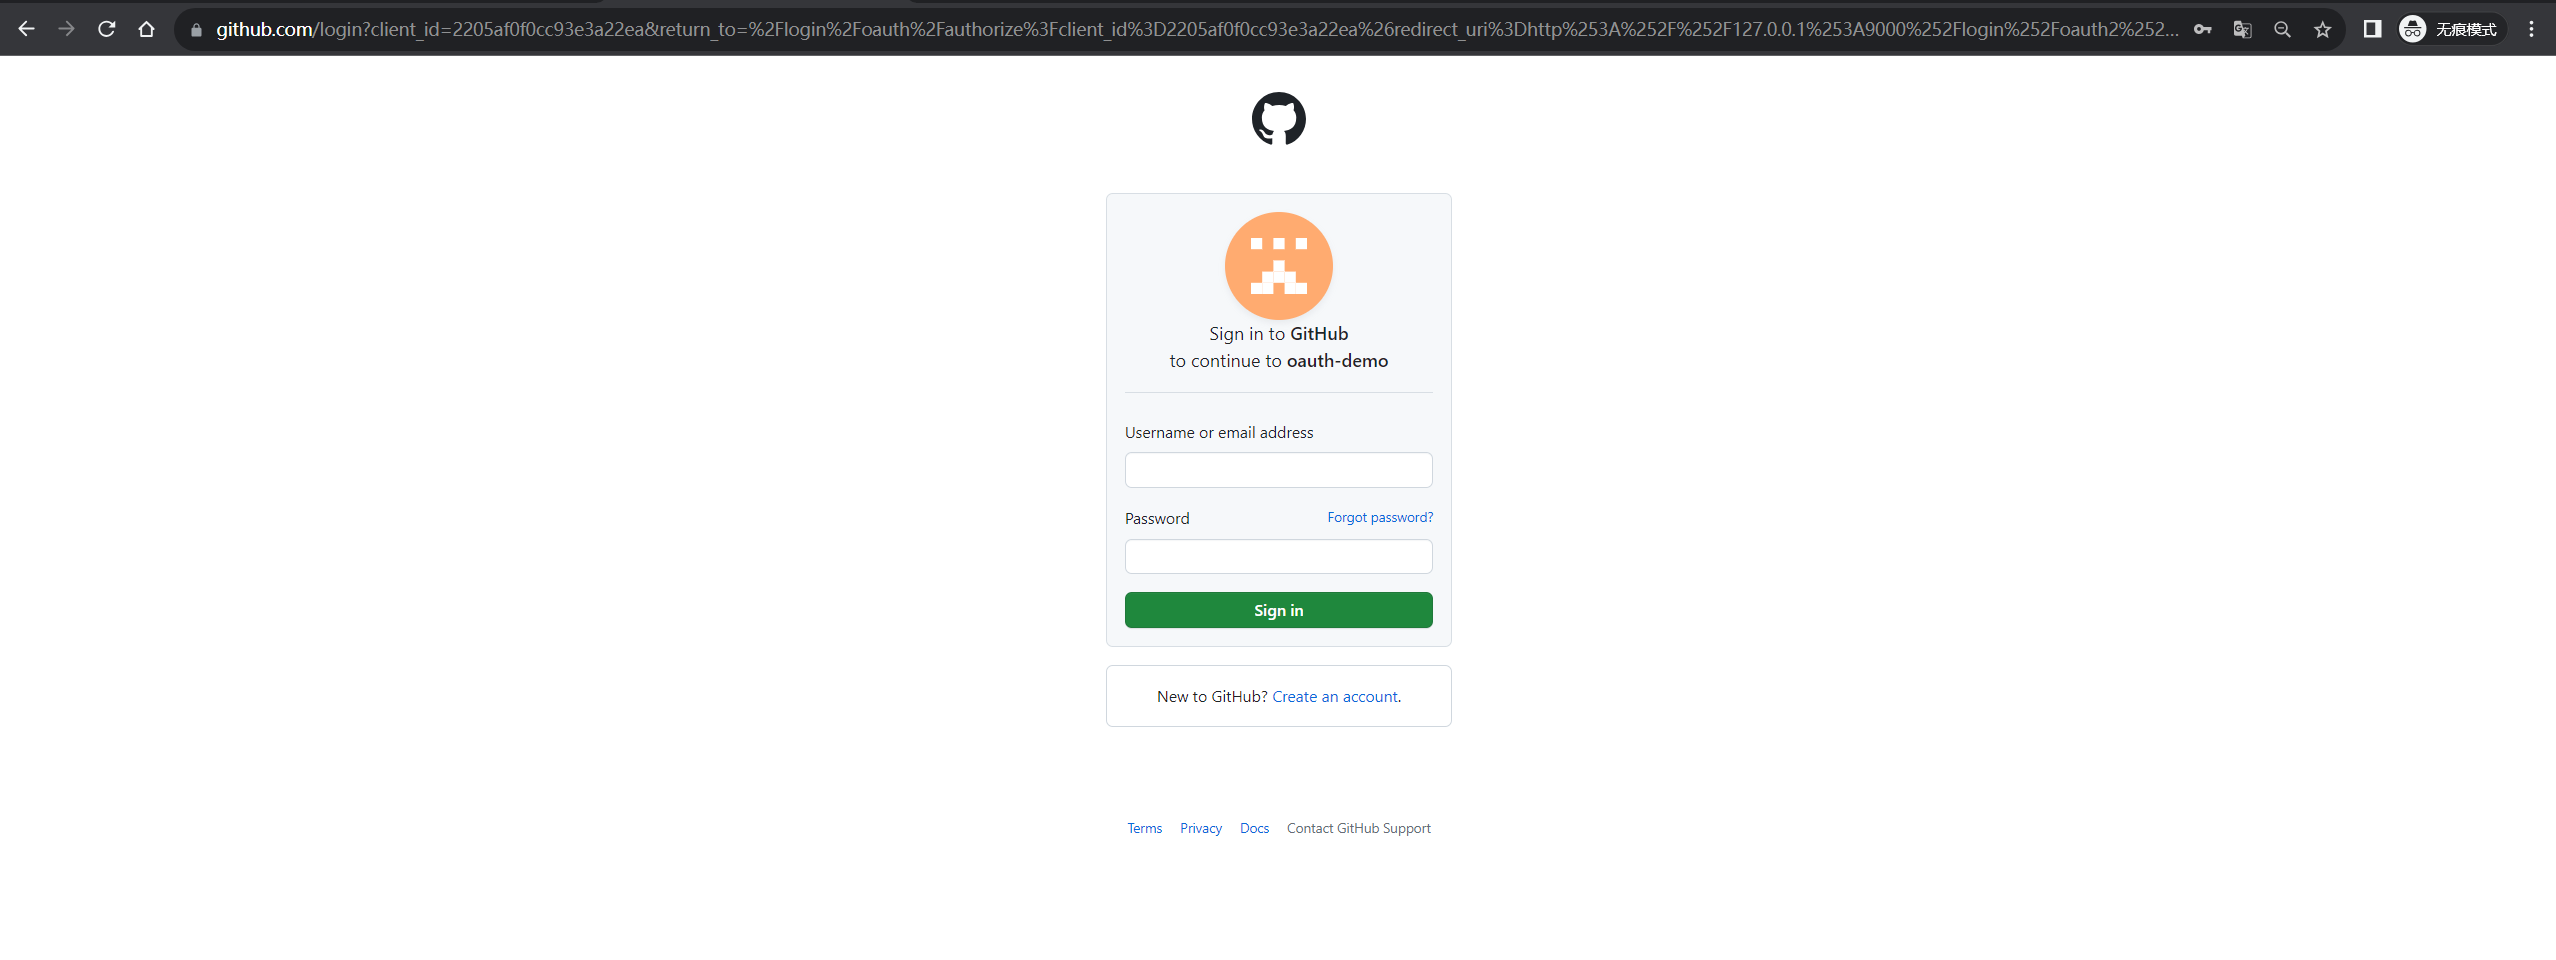 github.com/login?client_id=2205af0f0cc93e3a22ea&return_to=%2Flogin%2Foauth%2Fauthorize%3Fclient_id%3D2205af0f0cc93e3a22ea%26redirect_uri%3Dhttp%253A%252F%252F127.0.0.1%253A9000%252Flogin%252Foauth2%252...
无痕模式
Sign in to GitHub
to continue to oauth-demo
Username or email address
Password
Forgot password?
Sign in
New to GitHub? Create an account.
Terms Privacy Docs Contact GitHub Support